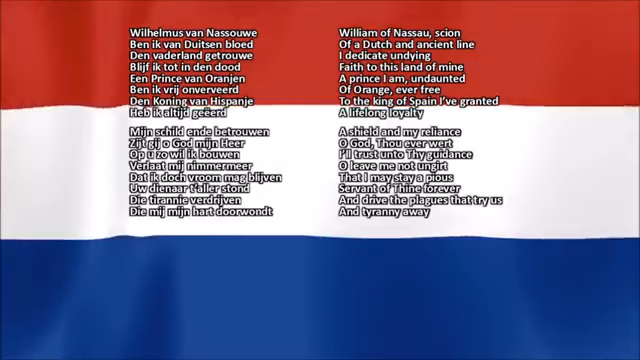 Wilhelmus van Nassouwe
Ben ik van Duitsen bloed
Den vaderland getrouwe
Blijf ik tot in den dood
Een Prince van Oranjen
Ben ik vrij onverveerd
Den Koning van Hispanje
Heb ik altijd geëerd
Mijn schild ende betrouwen
Zijt gij o God mijn Heer
Op u zo wil ik bouwen
Verlaat mij nimmermeer
Dat ik doch vroom mag blijven
Uw dienaar t'aller stond
Die tirannie verdrijven
Die mij mijn hart doorwondt
William of Nassau, scion
Of a Dutch and ancient line
I dedicate undying
Faith to this land of mine
A prince I am, undaunted
Of Orange, ever free
To the king of Spain I've granted
A lifelong loyalty
A shield and my reliance
O God, Thou ever wert
I'll trust unto Thy guidance
O leave me not ungirt
That I may stay a pious
Servant of Thine forever
And drive the plagues that try us
And tyranny away